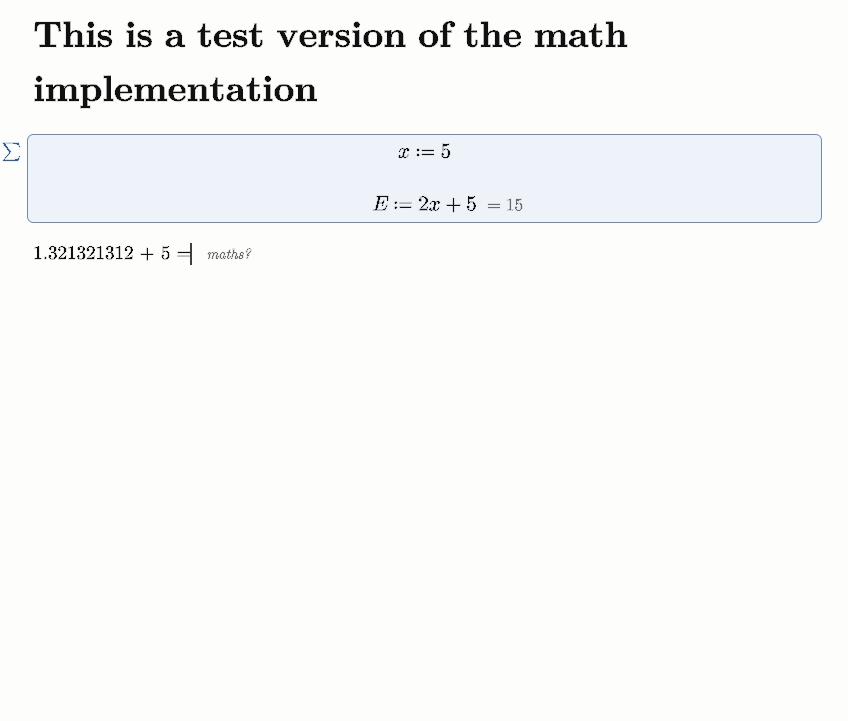 This is a test version of the math
implementation
∑
x := 5
E := 2x + 5 = 15
1.321321312 + 5 = maths?